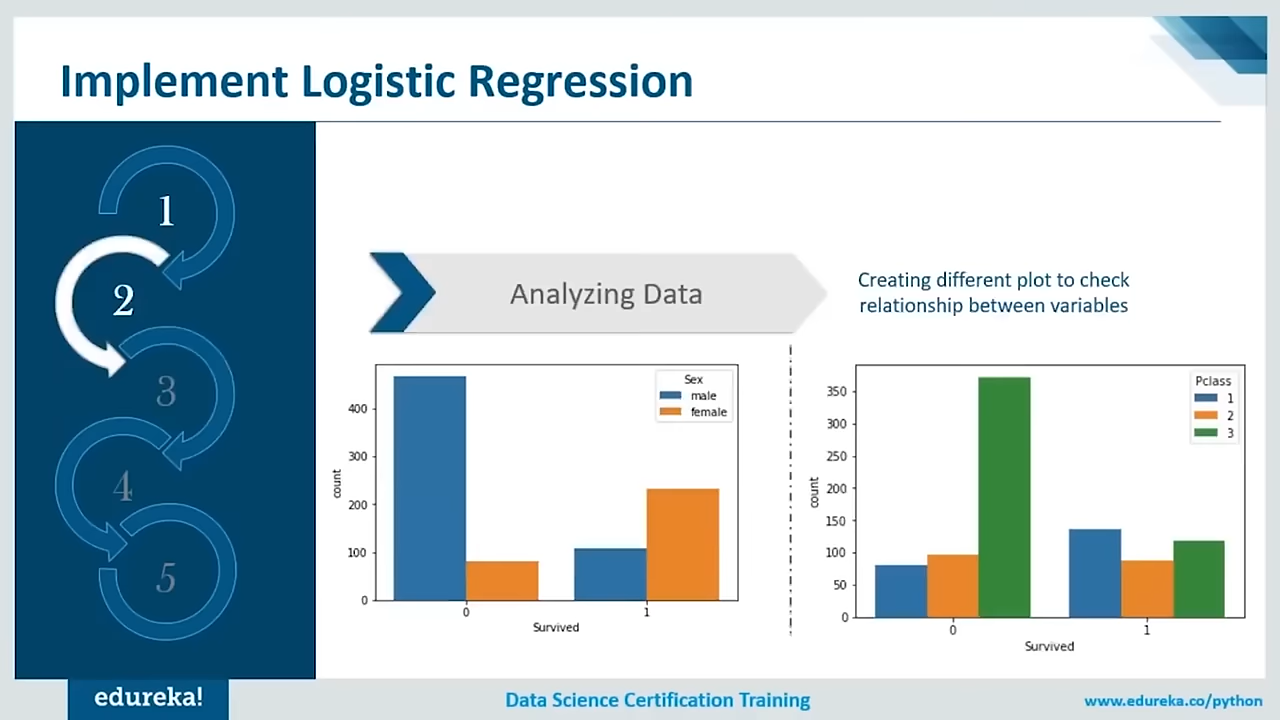 Implement Logistic Regression
1
2
3
4
5
Analyzing Data
Creating different plot to check
relationship between variables
Sex
male
female
400
300
200
100
0
count
0
1
Survived
Pclass
1
2
3
350
300
250
200
150
100
50
0
count
0
1
Survived
edureka!
Data Science Certification Training
www.edureka.co/python